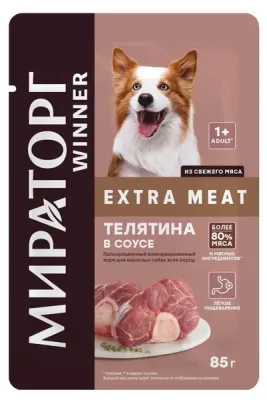 МИРАТОРГ
WINNER
1+
ADULT*
ИЗ СВЕЖЕГО МЯСА
EXTRA MEAT
ТЕЛЯТИНА
В СОУСЕ
Полнорационный консервированный
корм для взрослых собак всех пород
БОЛЕЕ
80%
МЯСА
И МЯСНЫХ
ИНГРЕДИЕНТОВ**
ЛЁГКОЕ
ПИЩЕВАРЕНИЕ
85 г